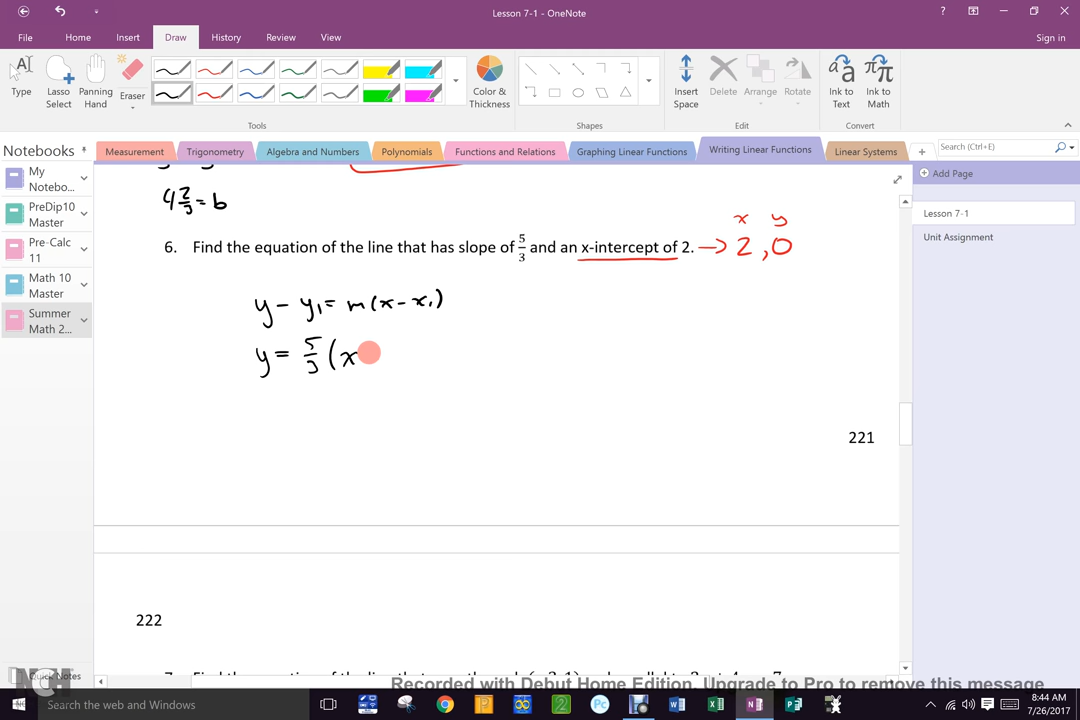 Lesson 7-1 - OneNote
?
File Home Insert Draw History Review View
Sign in
Type
Lasso Select
Panning Hand
Eraser
Color & Thickness
Insert Space
Delete
Arrange
Rotate
Ink to Text
Ink to Math
Tools
Shapes
Edit
Convert
Notebooks
Measurement
Trigonometry
Algebra and Numbers
Polynomials
Functions and Relations
Graphing Linear Functions
Writing Linear Functions
Linear Systems
Search (Ctrl+E)
My Notebo...
PreDip10 Master
Pre-Calc 11
Math 10 Master
Summer Math 2...
Add Page
Lesson 7-1
Unit Assignment
4 2/3 = b
x y
6. Find the equation of the line that has slope of 5/3 and an x-intercept of 2. → 2, 0
y - y₁ = m(x - x₁)
y = 5/3 (x
221
222
Quick Notes
NCH
Recorded with Debut Home Edition. Upgrade to Pro to remove this message
Search the web and Windows
8:44 AM
7/26/2017